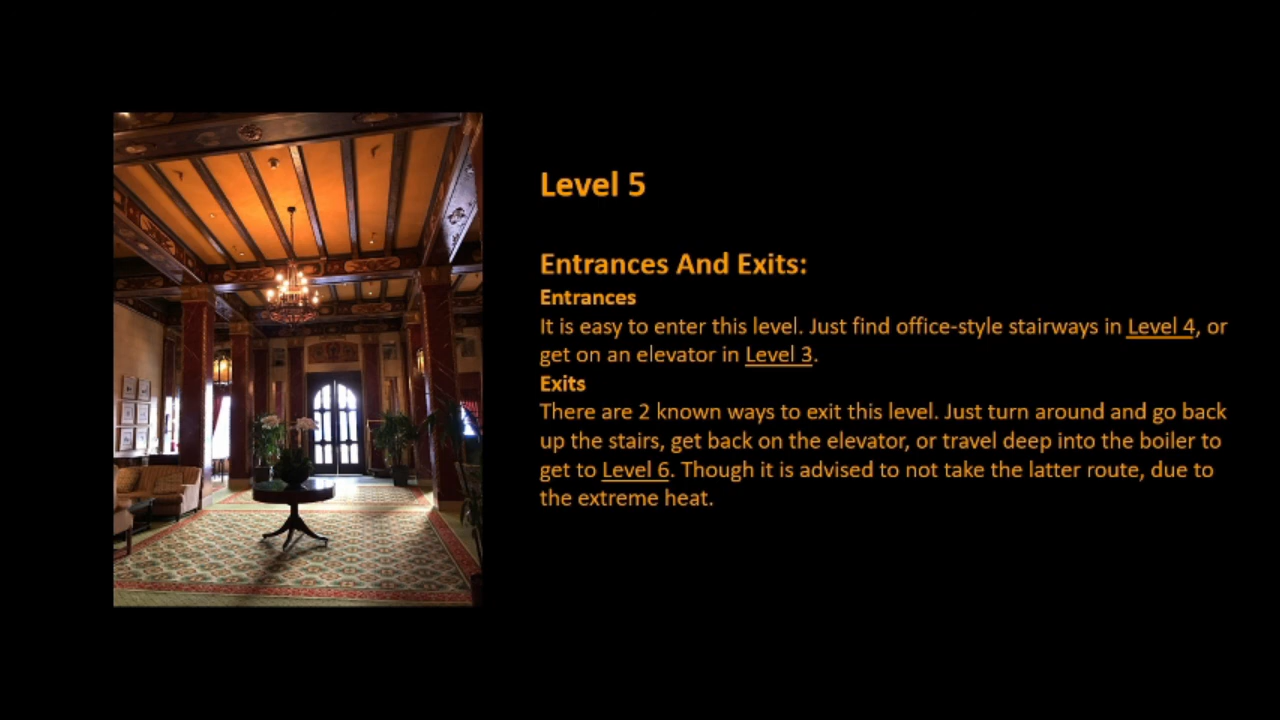 Level 5
Entrances And Exits:
Entrances
It is easy to enter this level. Just find office-style stairways in Level 4, or
get on an elevator in Level 3.
Exits
There are 2 known ways to exit this level. Just turn around and go back
up the stairs, get back on the elevator, or travel deep into the boiler to
get to Level 6. Though it is advised to not take the latter route, due to
the extreme heat.